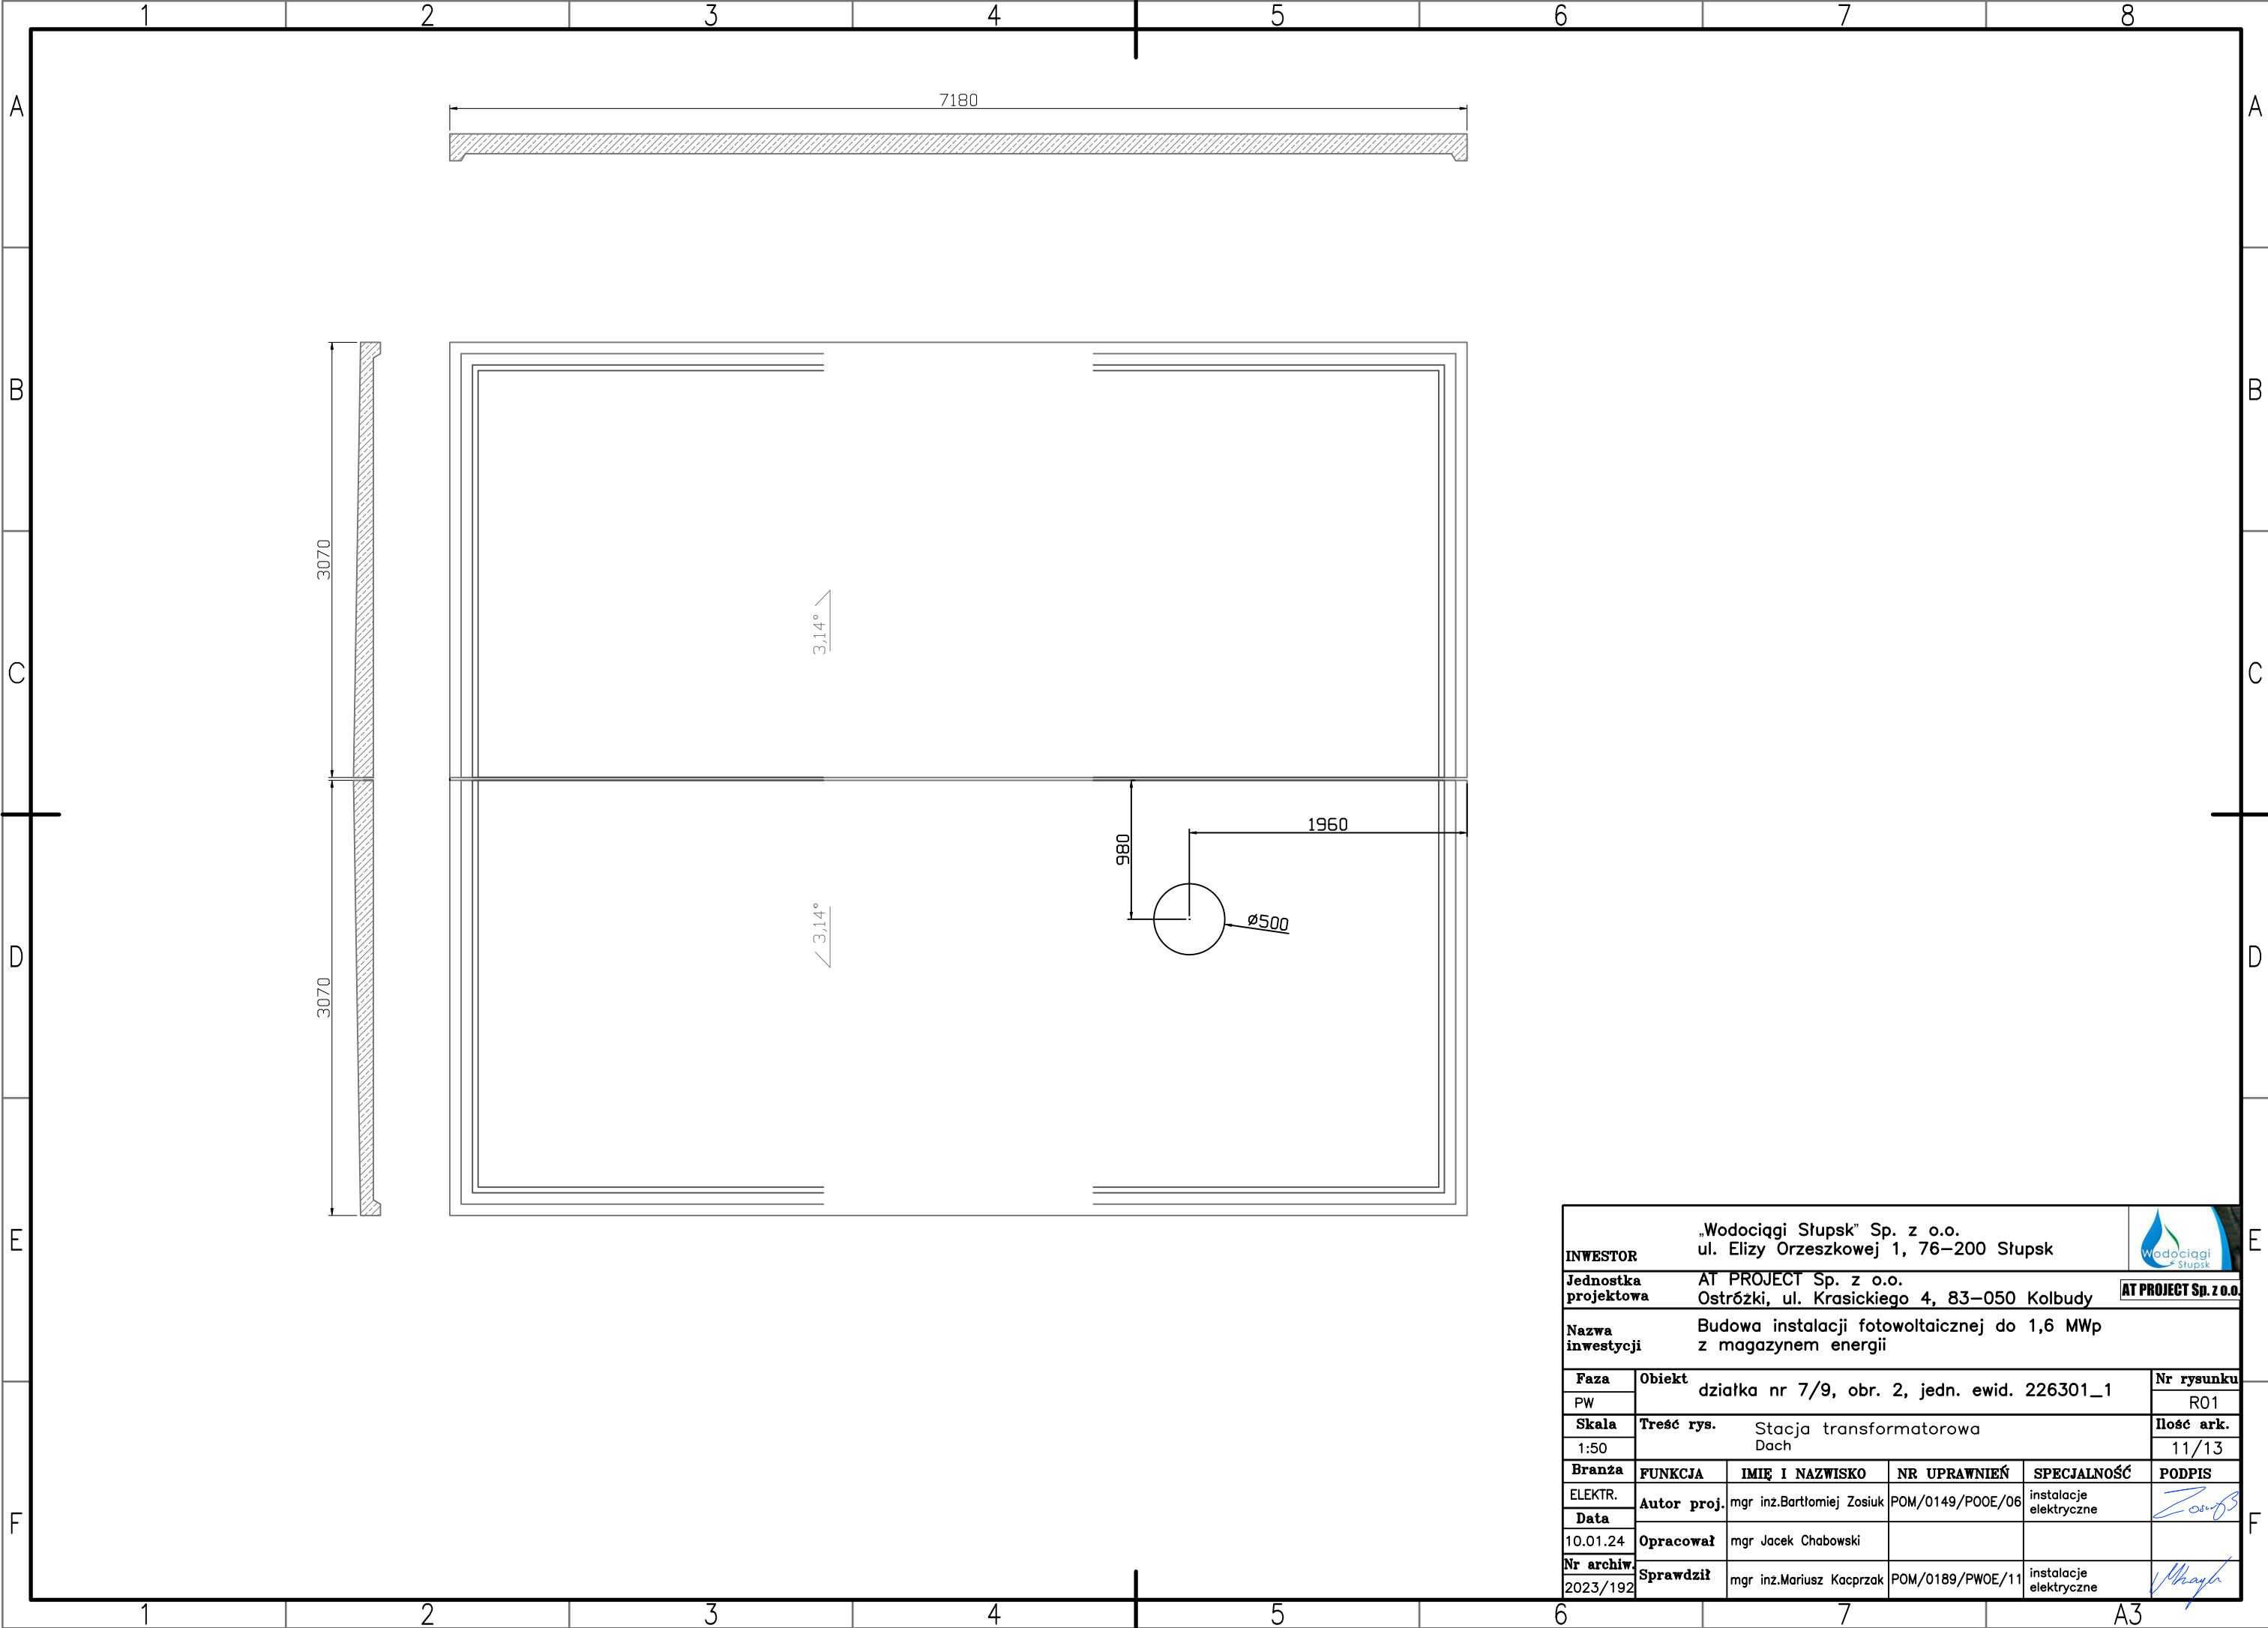 1 2 3 4 5 6 7 8
A A
7180
B B
3070
C C
3,14°
1960
980
3,14°
Ø500
D D
3070
E E
INWESTOR
„Wodociągi Słupsk" Sp. z o.o.
ul. Elizy Orzeszkowej 1, 76-200 Słupsk
Wodociągi
Słupsk
Jednostka
projektowa
AT PROJECT Sp. z o.o.
Ostróżki, ul. Krasickiego 4, 83-050 Kolbudy
AT PROJECT Sp. z o.o.
Nazwa
inwestycji
Budowa instalacji fotowoltaicznej do 1,6 MWp
z magazynem energii
Faza
PW
Obiekt
działka nr 7/9, obr. 2, jedn. ewid. 226301_1
Nr rysunku
R01
Skala
1:50
Treść rys.
Stacja transformatorowa
Dach
Ilość ark.
11/13
Branża FUNKCJA IMIĘ I NAZWISKO NR UPRAWNIEŃ SPECJALNOŚĆ PODPIS
ELEKTR.
Autor proj. mgr inż.Bartłomiej Zosiuk POM/0149/POOE/06 instalacje
elektryczne
Data
10.01.24
Opracował mgr Jacek Chabowski
Nr archiw.
2023/192
Sprawdził mgr inż.Mariusz Kacprzak POM/0189/PWOE/11 instalacje
elektryczne
F F
1 2 3 4 5 6 7 A3